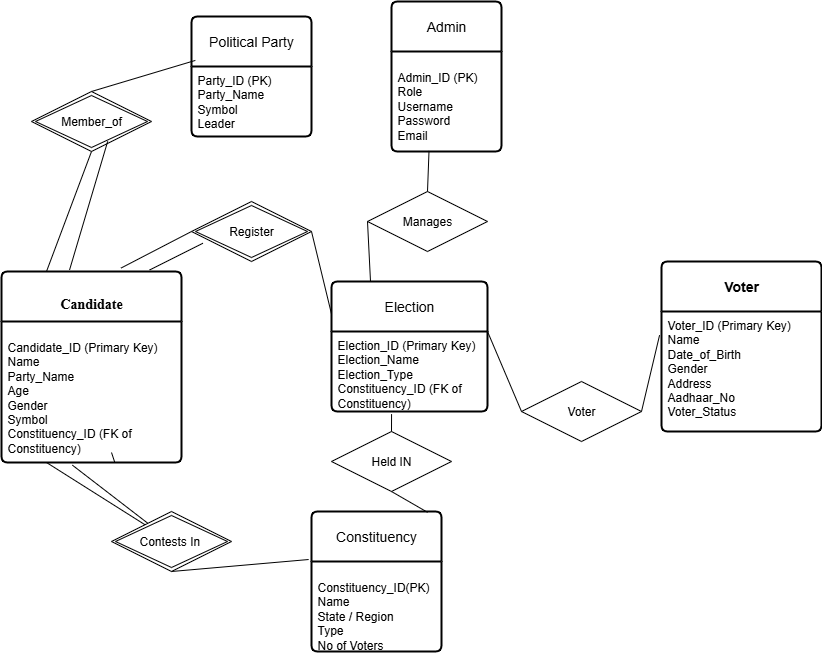 Political Party
Party_ID (PK)
Party_Name
Symbol
Leader
Admin
Admin_ID (PK)
Role
Username
Password
Email
Member_of
Register
Manages
Candidate
Candidate_ID (Primary Key)
Name
Party_Name
Age
Gender
Symbol
Constituency_ID (FK of
Constituency)
Election
Election_ID (Primary Key)
Election_Name
Election_Type
Constituency_ID (FK of
Constituency)
Voter
Voter_ID (Primary Key)
Name
Date_of_Birth
Gender
Address
Aadhaar_No
Voter_Status
Voter
Held IN
Contests In
Constituency
Constituency_ID(PK)
Name
State / Region
Type
No of Voters